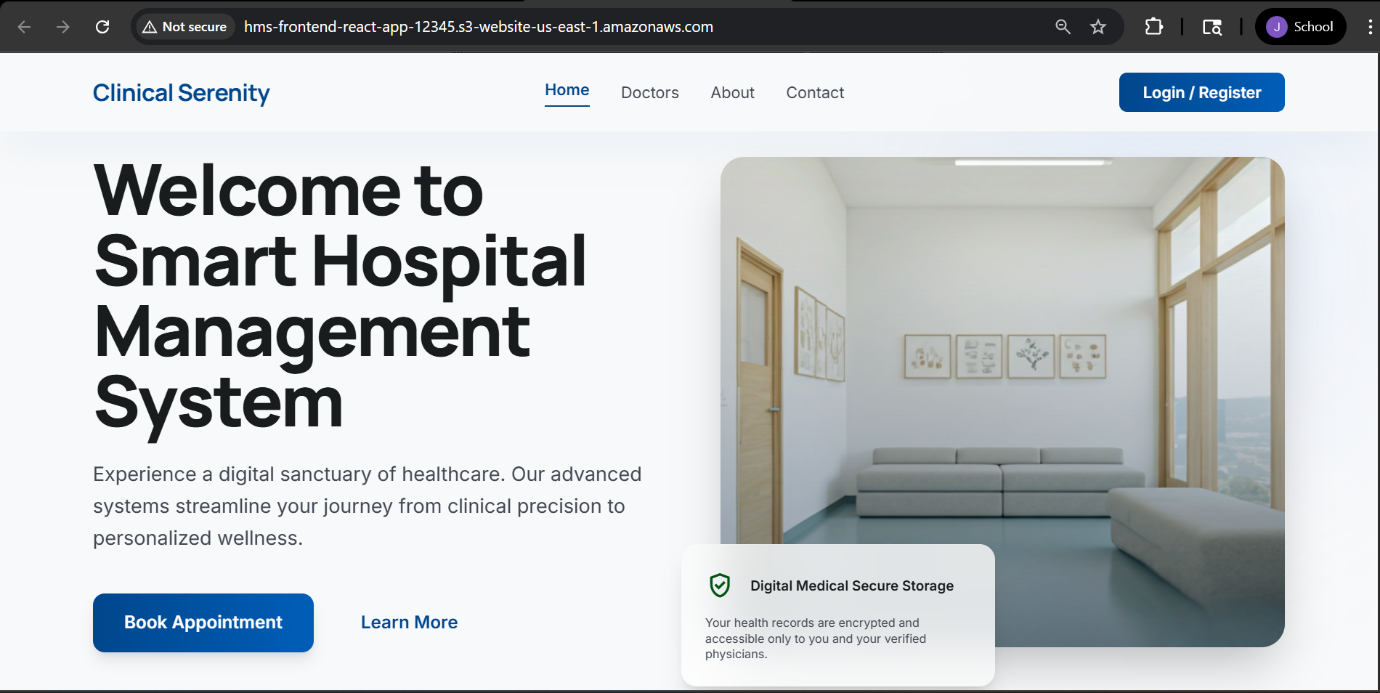 Not secure
hms-frontend-react-app-12345.s3-website-us-east-1.amazonaws.com
J
School
Clinical Serenity
Home
Doctors
About
Contact
Login / Register
Welcome to
Smart Hospital
Management
System
Experience a digital sanctuary of healthcare. Our advanced
systems streamline your journey from clinical precision to
personalized wellness.
Book Appointment
Learn More
Digital Medical Secure Storage
Your health records are encrypted and
accessible only to you and your verified
physicians.